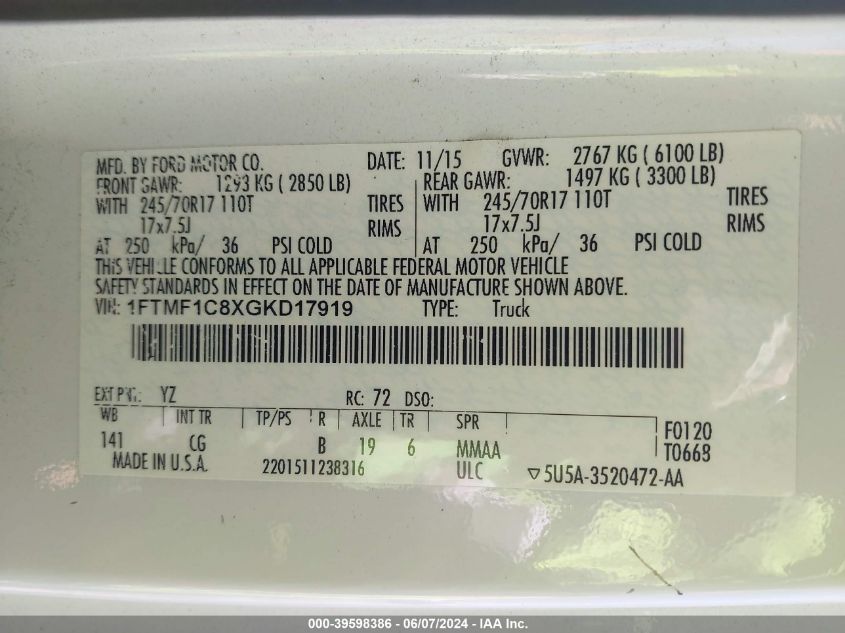 MFD. BY FORD MOTOR CO. DATE: 11/15 GVWR: 2767 KG ( 6100 LB)
FRONT GAWR: 1293 KG ( 2850 LB) REAR GAWR: 1497 KG ( 3300 LB)
WITH 245/70R17 110T TIRES WITH 245/70R17 110T TIRES
17x7.5J RIMS 17x7.5J RIMS
AT 250 kPa/ 36 PSI COLD AT 250 kPa/ 36 PSI COLD
THIS VEHICLE CONFORMS TO ALL APPLICABLE FEDERAL MOTOR VEHICLE
SAFETY STANDARDS IN EFFECT ON THE DATE OF MANUFACTURE SHOWN ABOVE.
VIN: 1FTMF1C8XGKD17919 TYPE: Truck
EXT PNT: YZ RC: 72 DSO:
WB INT TR TP/PS R AXLE TR SPR F0120
141 CG B 19 6 MMAA T0668
MADE IN U.S.A. 2201511238316 ULC ▽5U5A-3520472-AA
000-39598386 - 06/07/2024 - IAA Inc.